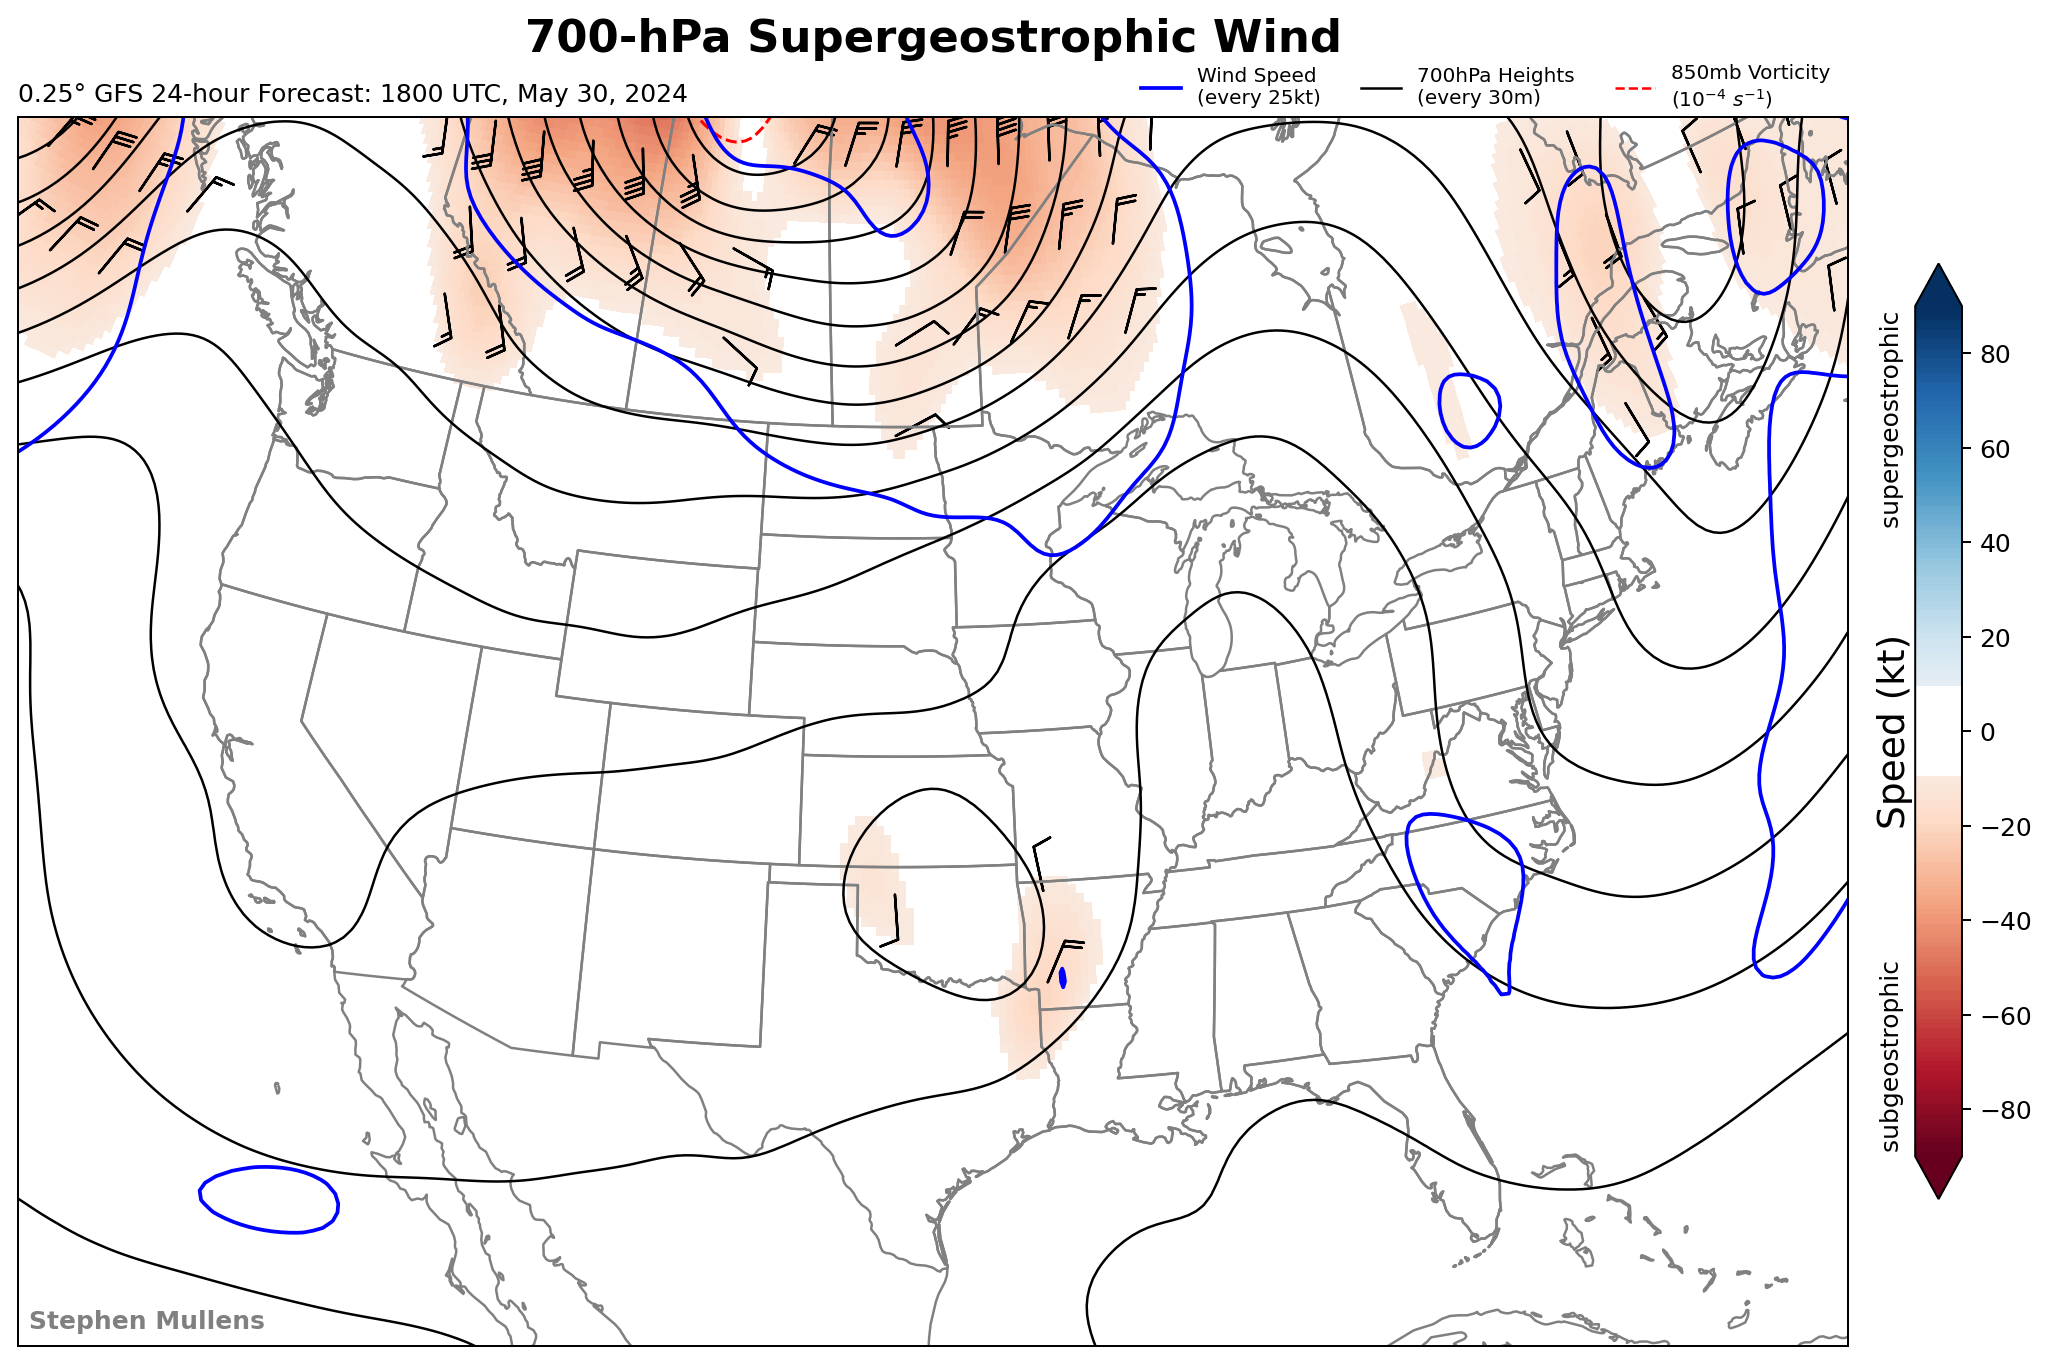 700-hPa Supergeostrophic Wind
0.25° GFS 24-hour Forecast: 1800 UTC, May 30, 2024
Wind Speed
(every 25kt)
700hPa Heights
(every 30m)
850mb Vorticity
(10⁻⁴ s⁻¹)
supergeostrophic
Speed (kt)
subgeostrophic
80
60
40
20
0
−20
−40
−60
−80
Stephen Mullens